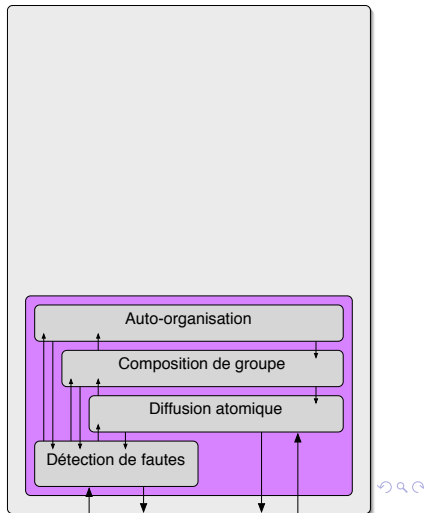 Auto-organisation
Composition de groupe
Diffusion atomique
Détection de fautes